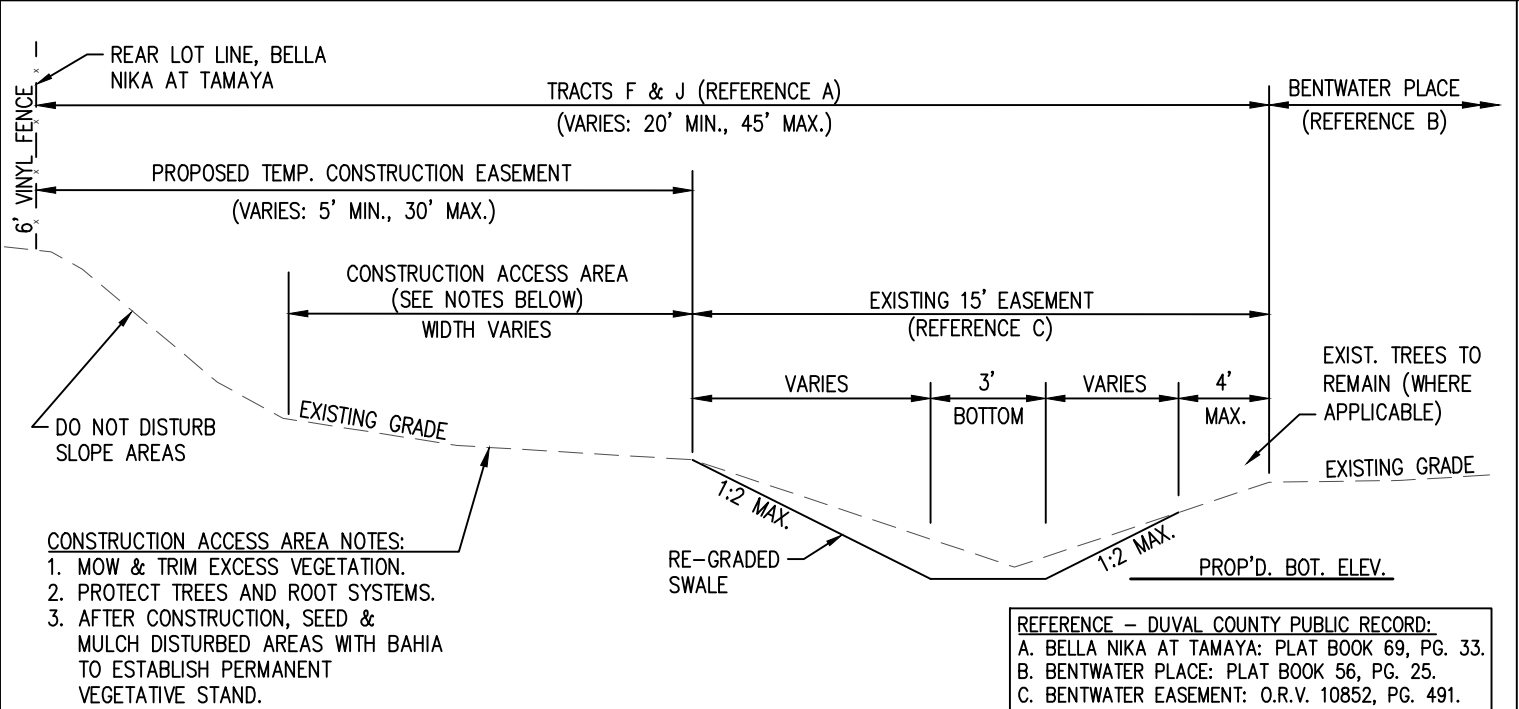 REAR LOT LINE, BELLA
NIKA AT TAMAYA
6' VINYL FENCE
TRACTS F & J (REFERENCE A)
(VARIES: 20' MIN., 45' MAX.)
BENTWATER PLACE
(REFERENCE B)
PROPOSED TEMP. CONSTRUCTION EASEMENT
(VARIES: 5' MIN., 30' MAX.)
CONSTRUCTION ACCESS AREA
(SEE NOTES BELOW)
WIDTH VARIES
EXISTING 15' EASEMENT
(REFERENCE C)
VARIES
3'
BOTTOM
VARIES
4'
MAX.
EXIST. TREES TO
REMAIN (WHERE
APPLICABLE)
DO NOT DISTURB
SLOPE AREAS
EXISTING GRADE
EXISTING GRADE
1:2 MAX.
1:2 MAX.
RE-GRADED
SWALE
PROP'D. BOT. ELEV.
CONSTRUCTION ACCESS AREA NOTES:
1. MOW & TRIM EXCESS VEGETATION.
2. PROTECT TREES AND ROOT SYSTEMS.
3. AFTER CONSTRUCTION, SEED &
MULCH DISTURBED AREAS WITH BAHIA
TO ESTABLISH PERMANENT
VEGETATIVE STAND.
REFERENCE – DUVAL COUNTY PUBLIC RECORD:
A. BELLA NIKA AT TAMAYA: PLAT BOOK 69, PG. 33.
B. BENTWATER PLACE: PLAT BOOK 56, PG. 25.
C. BENTWATER EASEMENT: O.R.V. 10852, PG. 491.